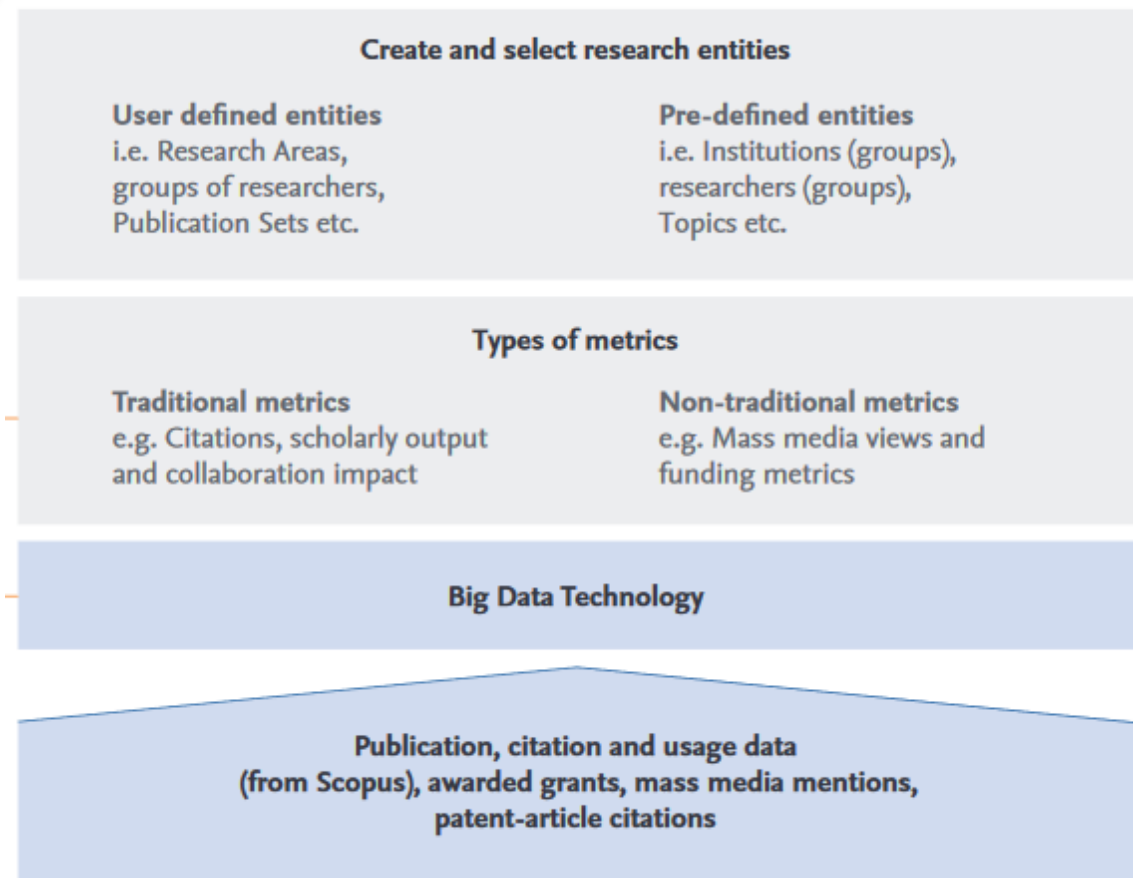 Create and select research entities
User defined entities
i.e. Research Areas,
groups of researchers,
Publication Sets etc.
Pre-defined entities
i.e. Institutions (groups),
researchers (groups),
Topics etc.
Types of metrics
Traditional metrics
e.g. Citations, scholarly output
and collaboration impact
Non-traditional metrics
e.g. Mass media views and
funding metrics
Big Data Technology
Publication, citation and usage data
(from Scopus), awarded grants, mass media mentions,
patent-article citations